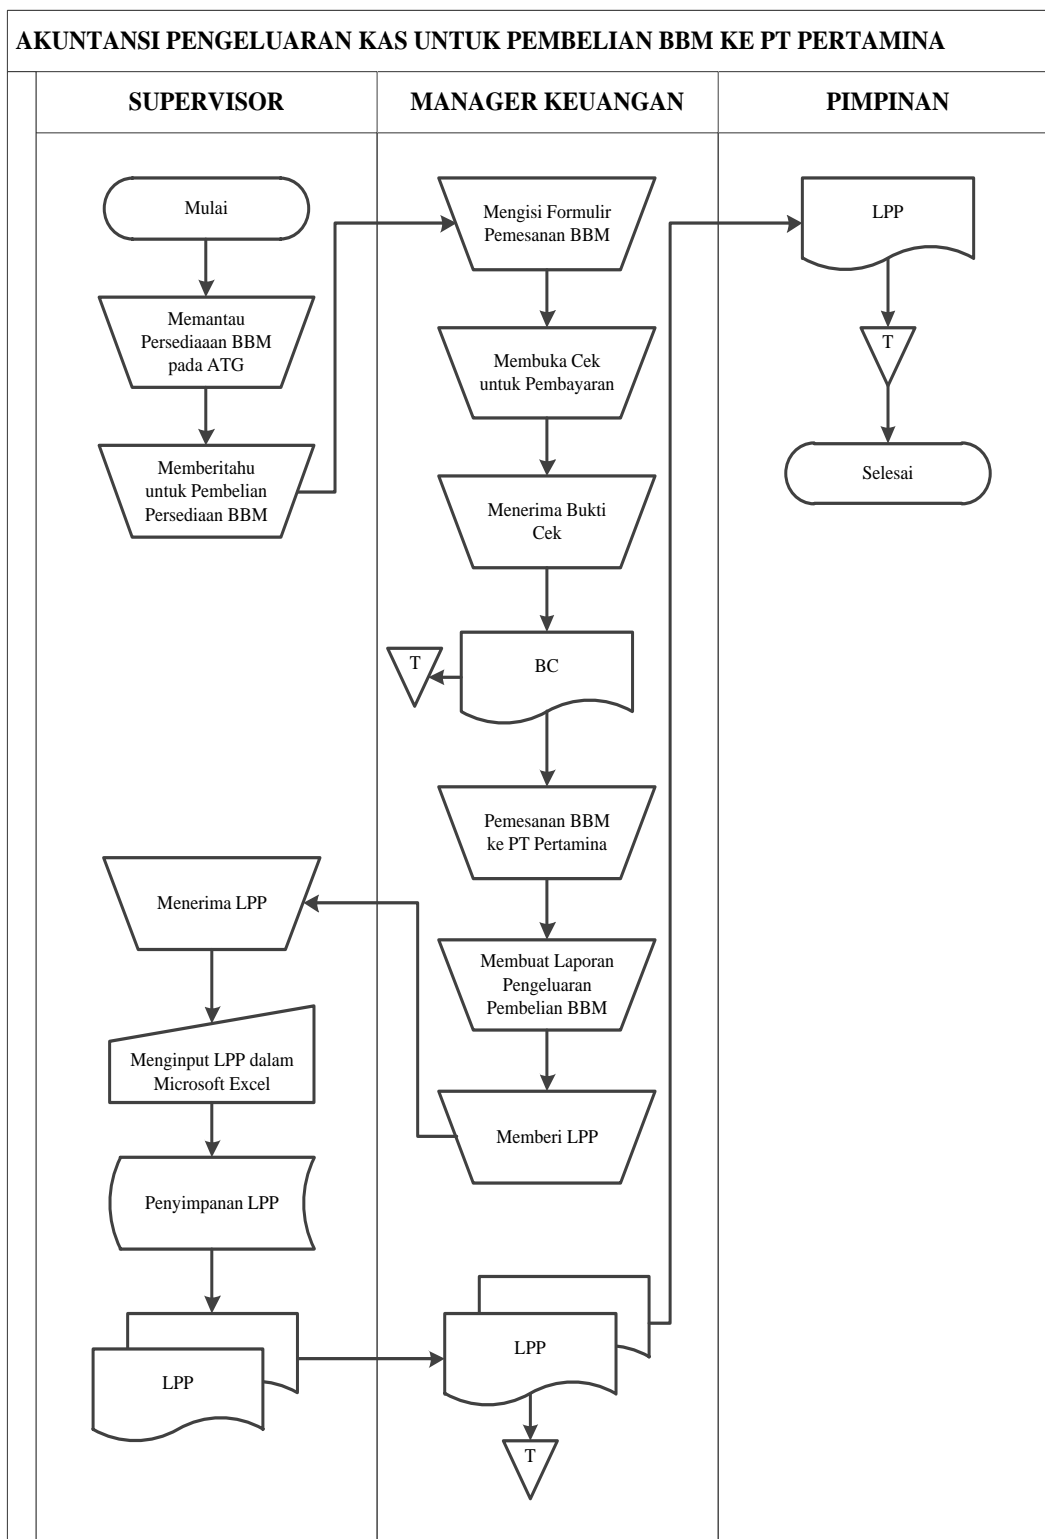 AKUNTANSI PENGELUARAN KAS UNTUK PEMBELIAN BBM KE PT PERTAMINA
SUPERVISOR
MANAGER KEUANGAN
PIMPINAN
Mulai
Memantau
Persediaaan BBM
pada ATG
Memberitahu
untuk Pembelian
Persediaan BBM
Mengisi Formulir
Pemesanan BBM
Membuka Cek
untuk Pembayaran
Menerima Bukti
Cek
BC
T
Pemesanan BBM
ke PT Pertamina
Membuat Laporan
Pengeluaran
Pembelian BBM
Memberi LPP
Menerima LPP
Menginput LPP dalam
Microsoft Excel
Penyimpanan LPP
LPP
LPP
T
LPP
T
Selesai